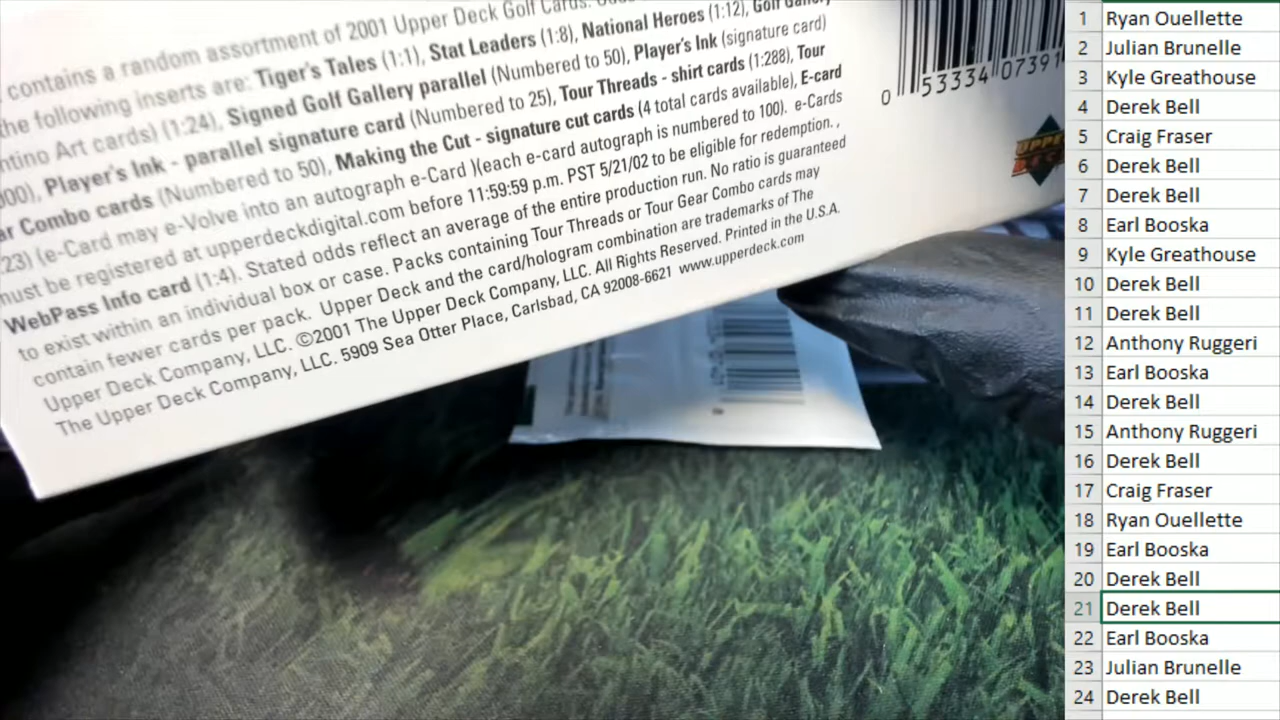 contains a random assortment of 2001 Upper Deck Golf Cards.
the following inserts are: Tiger's Tales (1:1), Stat Leaders (1:8), National Heroes (1:12), Golf Gallery
ntino Art cards) (1:24), Signed Golf Gallery parallel (Numbered to 50), Player's Ink (signature card)
00), Player's Ink - parallel signature card (Numbered to 25), Tour Threads - shirt cards (1:288), Tour
ar Combo cards (Numbered to 50), Making the Cut - signature cut cards (4 total cards available), E-card
23) (e-Card may e-Volve into an autograph e-Card )(each e-card autograph is numbered to 100). e-Cards
must be registered at upperdeckdigital.com before 11:59:59 p.m. PST 5/21/02 to be eligible for redemption. ,
WebPass Info card (1:4). Stated odds reflect an average of the entire production run. No ratio is guaranteed
to exist within an individual box or case. Packs containing Tour Threads or Tour Gear Combo cards may
contain fewer cards per pack. Upper Deck and the card/hologram combination are trademarks of The
Upper Deck Company, LLC. ©2001 The Upper Deck Company, LLC. All Rights Reserved. Printed in the U.S.A.
The Upper Deck Company, LLC. 5909 Sea Otter Place, Carlsbad, CA 92008-6621 www.upperdeck.com
0 53334 07391
UPPER
1 Ryan Ouellette
2 Julian Brunelle
3 Kyle Greathouse
4 Derek Bell
5 Craig Fraser
6 Derek Bell
7 Derek Bell
8 Earl Booska
9 Kyle Greathouse
10 Derek Bell
11 Derek Bell
12 Anthony Ruggeri
13 Earl Booska
14 Derek Bell
15 Anthony Ruggeri
16 Derek Bell
17 Craig Fraser
18 Ryan Ouellette
19 Earl Booska
20 Derek Bell
21 Derek Bell
22 Earl Booska
23 Julian Brunelle
24 Derek Bell